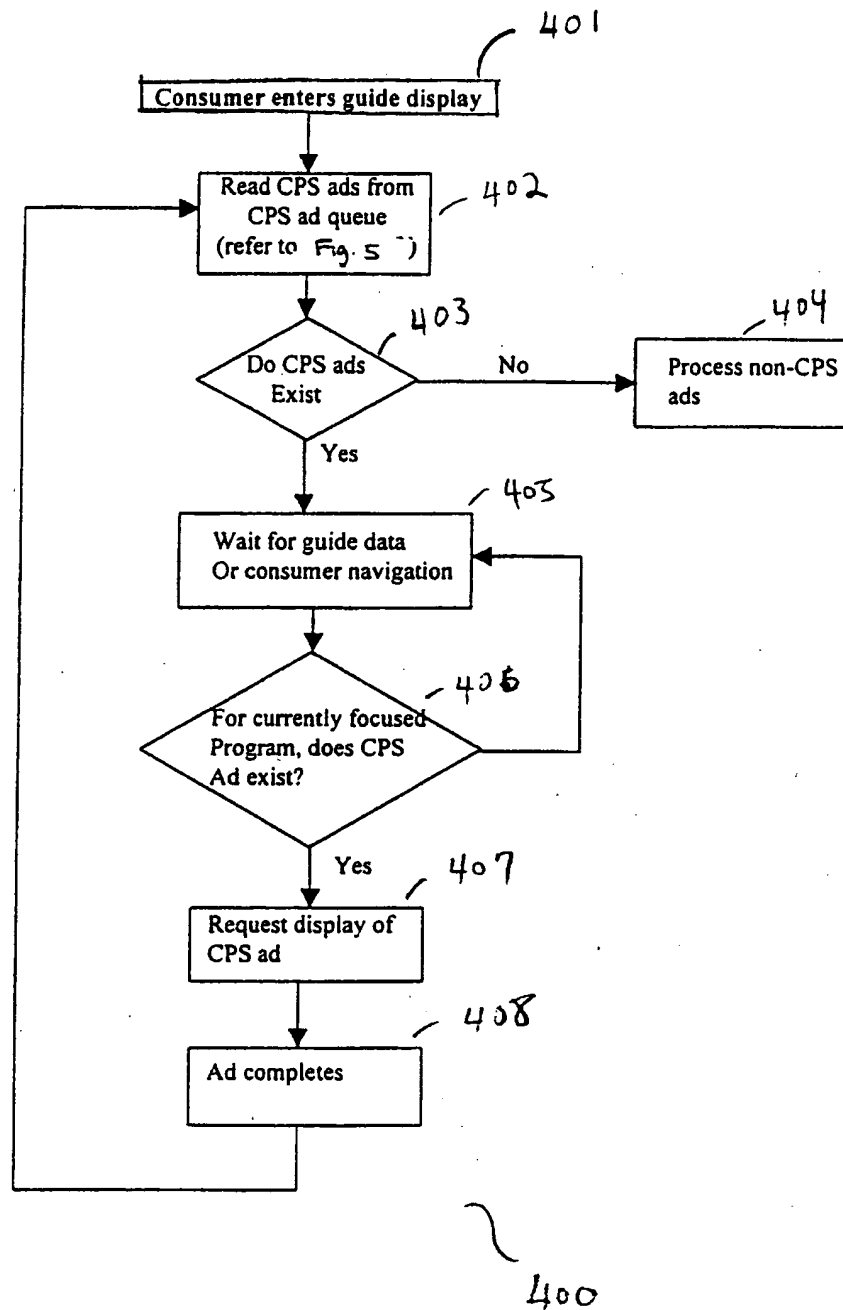 401
Consumer enters guide display
Read CPS ads from
CPS ad queue
(refer to Fig. 5)
402
403
Do CPS ads
Exist
No
404
Process non-CPS
ads
Yes
405
Wait for guide data
Or consumer navigation
406
For currently focused
Program, does CPS
Ad exist?
Yes
407
Request display of
CPS ad
408
Ad completes
400